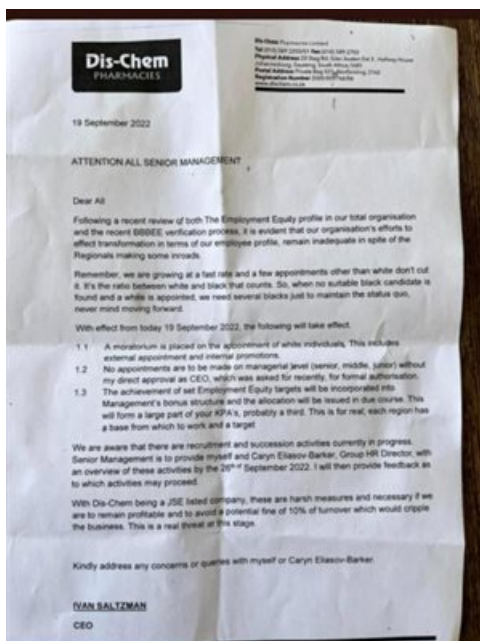 Dis-Chem
PHARMACIES
Dis-Chem Pharmacies Limited
19 September 2022
ATTENTION ALL SENIOR MANAGEMENT
Dear All
Following a recent review of both The Employment Equity profile in our total organisation
and the recent BBBEE verification process, it is evident that our organisation's efforts to
effect transformation in terms of our employee profile, remain inadequate in spite of the
Regionals making some inroads.
Remember, we are growing at a fast rate and a few appointments other than white don't cut
it. It's the ratio between white and black that counts. So, when no suitable black candidate is
found and a white is appointed, we need several blacks just to maintain the status quo,
never mind moving forward.
With effect from today 19 September 2022, the following will take effect.
1.1 A moratorium is placed on the appointment of white individuals. This includes
external appointment and internal promotions.
1.2 No appointments are to be made on managerial level (senior, middle, junior) without
my direct approval as CEO, which was asked for recently, for formal authorisation.
1.3 The achievement of set Employment Equity targets will be incorporated into
Management's bonus structure and the allocation will be issued in due course. This
will form a large part of your KPA's, probably a third. This is for real, each region has
a base from which to work and a target
We are aware that there are recruitment and succession activities currently in progress.
Senior Management is to provide myself and Caryn Eliasov-Barker, Group HR Director, with
an overview of these activities by the 26th of September 2022. I will then provide feedback as
to which activities may proceed.
With Dis-Chem being a JSE listed company, these are harsh measures and necessary if we
are to remain profitable and to avoid a potential fine of 10% of turnover which would cripple
the business. This is a real threat at this stage.
Kindly address any concerns or queries with myself or Caryn Eliasov-Barker.
IVAN SALTZMAN
CEO